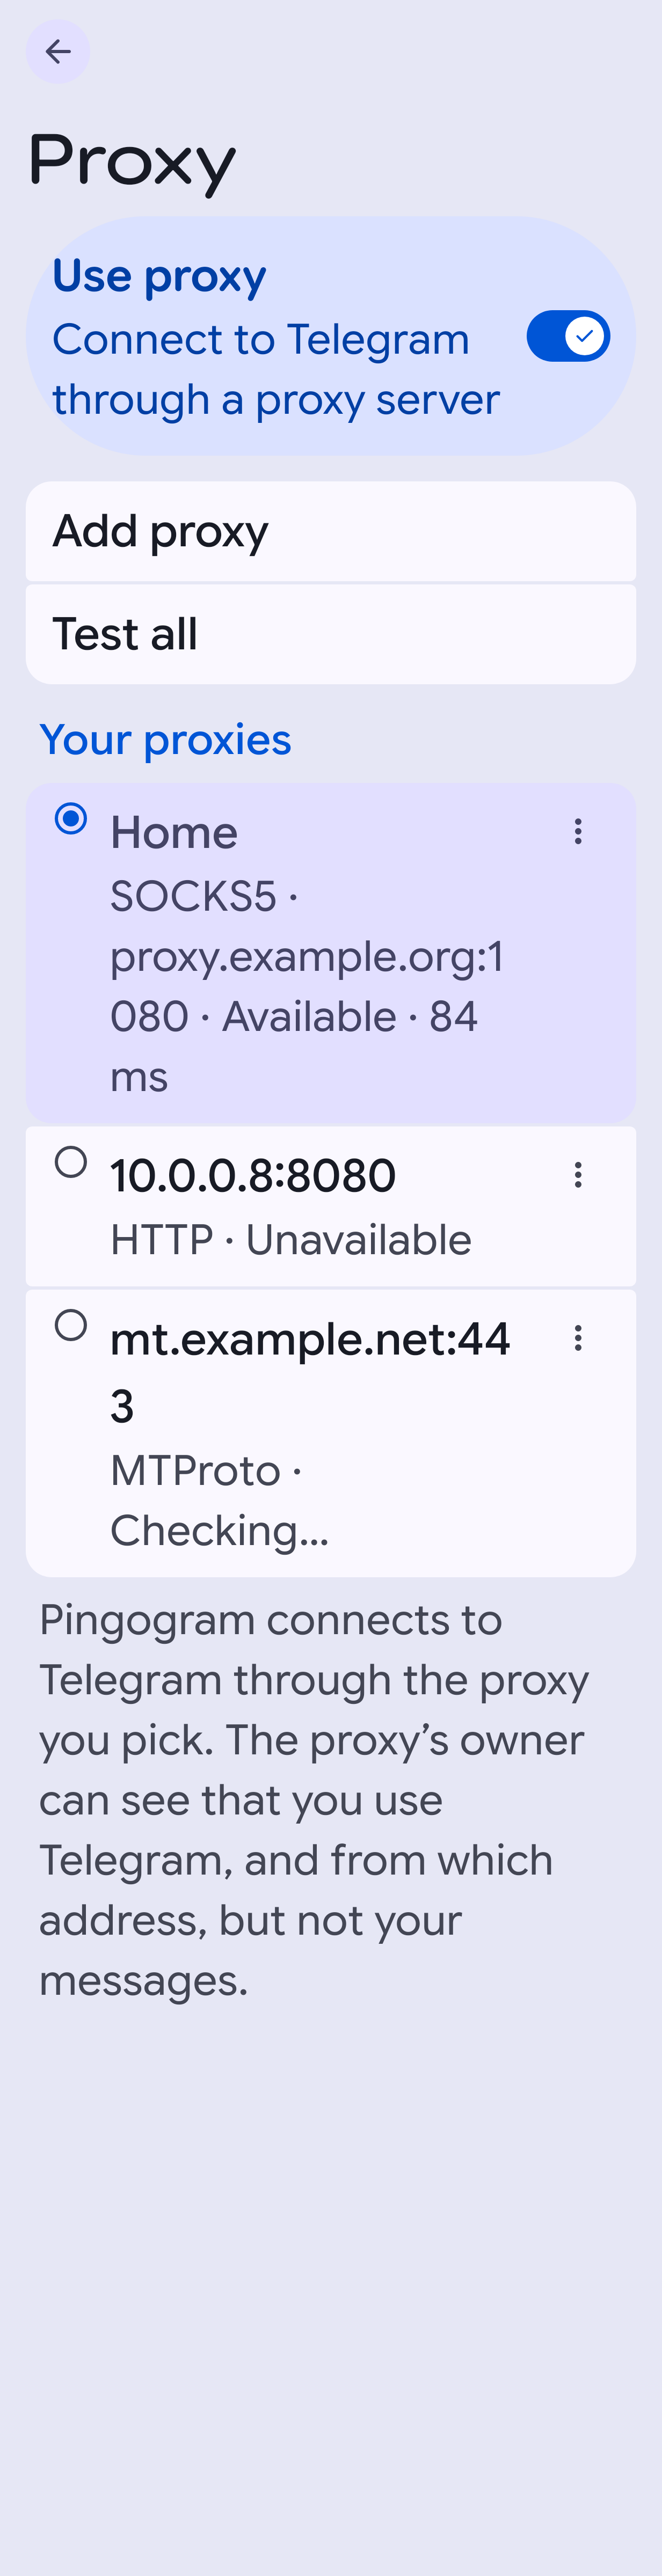 Proxy
Use proxy
Connect to Telegram
through a proxy server
Add proxy
Test all
Your proxies
Home
SOCKS5 ·
proxy.example.org:1
080 · Available · 84
ms
10.0.0.8:8080
HTTP · Unavailable
mt.example.net:44
3
MTProto ·
Checking…
Pingogram connects to
Telegram through the proxy
you pick. The proxy’s owner
can see that you use
Telegram, and from which
address, but not your
messages.